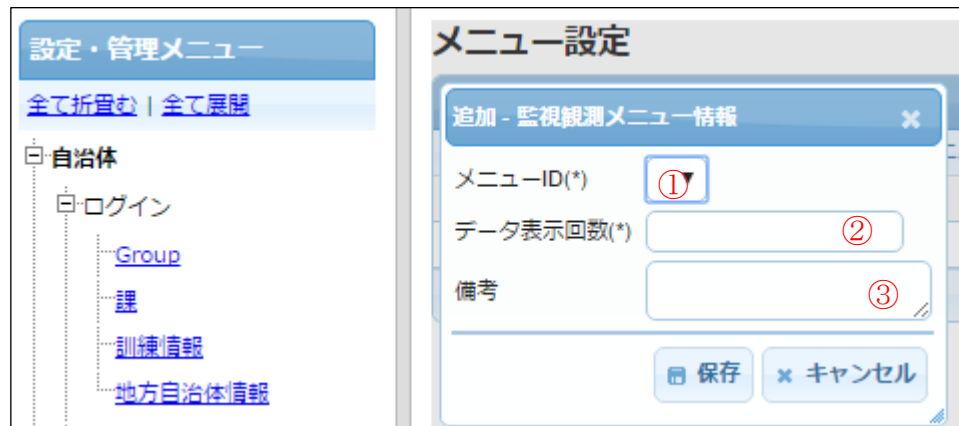 設定・管理メニュー
全て折畳む | 全て展開
自治体
ログイン
Group
課
訓練情報
地方自治体情報
メニュー設定
追加 - 監視観測メニュー情報
メニューID(*) ①
データ表示回数(*) ②
備考 ③
保存 キャンセル